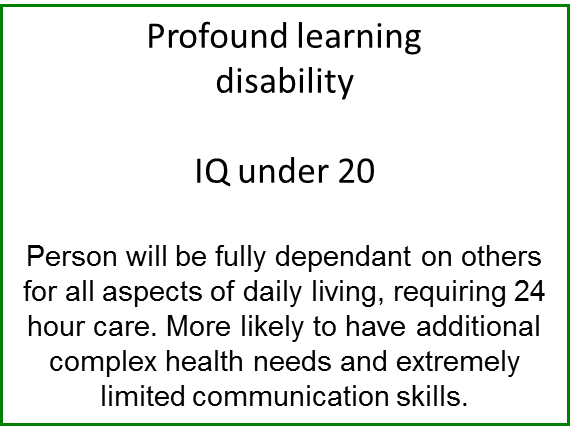 Profound learning
disability
IQ under 20
Person will be fully dependant on others
for all aspects of daily living, requiring 24
hour care. More likely to have additional
complex health needs and extremely
limited communication skills.